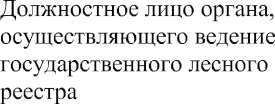 Должностное лицо органа,
осуществляющего ведение
государственного лесного
реестра